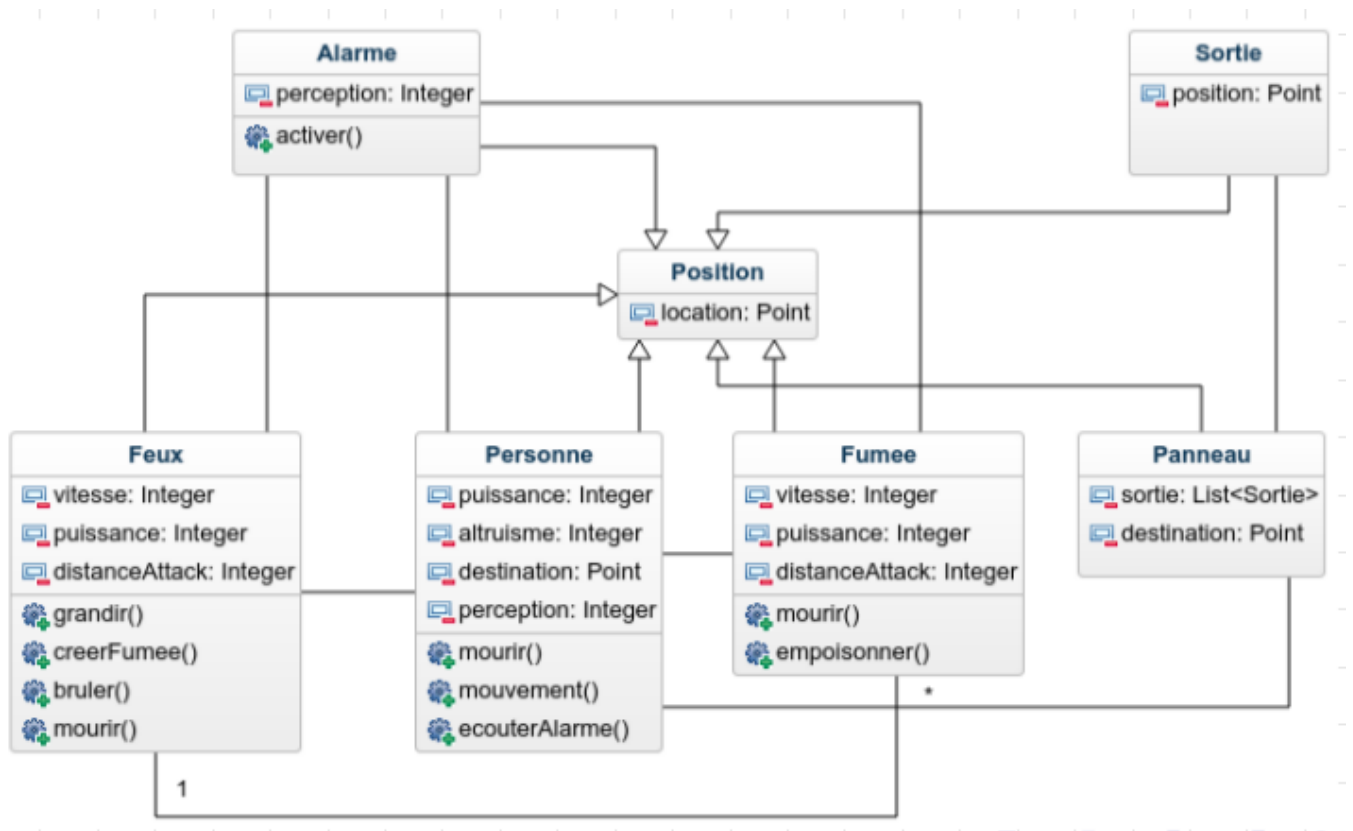 Alarme
perception: Integer
activer()
Sortie
position: Point
Position
location: Point
Feux
vitesse: Integer
puissance: Integer
distanceAttack: Integer
grandir()
creerFumee()
bruler()
mourir()
Personne
puissance: Integer
altruisme: Integer
destination: Point
perception: Integer
mourir()
mouvement()
ecouterAlarme()
Fumee
vitesse: Integer
puissance: Integer
distanceAttack: Integer
mourir()
empoisonner()
Panneau
sortie: List<Sortie>
destination: Point
*
1